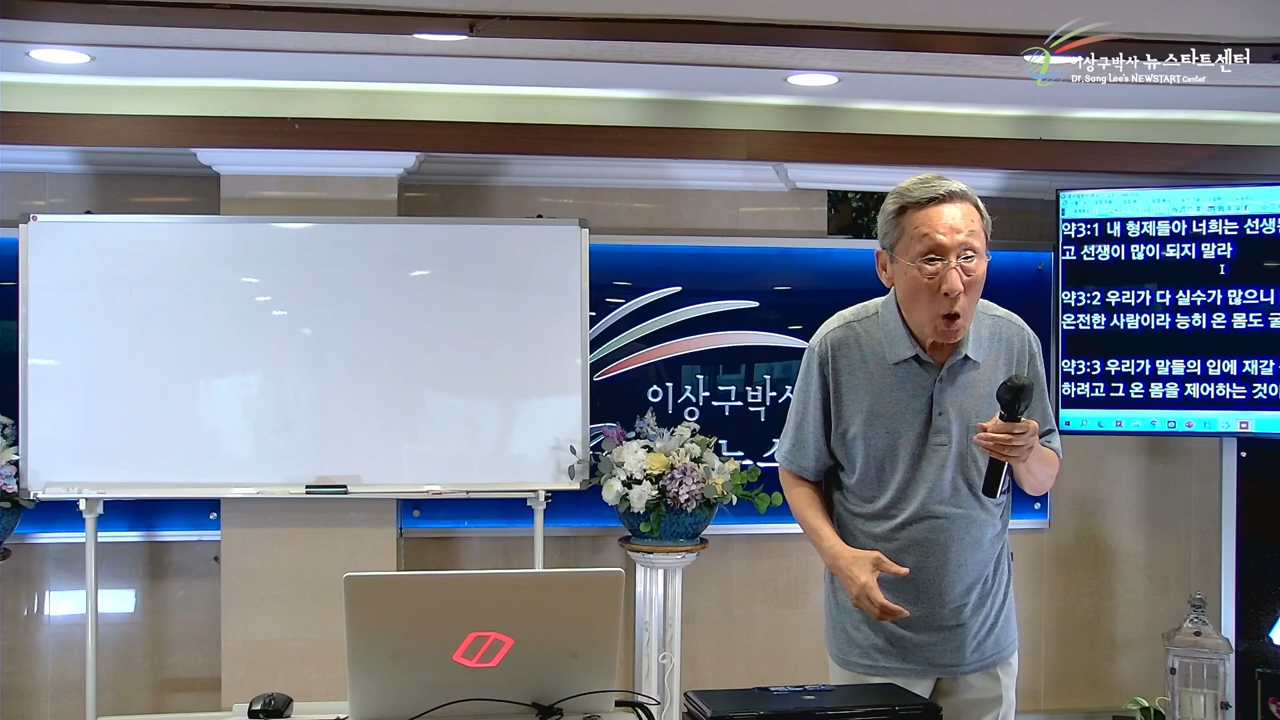 이상구박사 뉴스타트센터
Dr. Sang Lee's NEWSTART Center
약3:1 내 형제들아 너희는 선생
고 선쟁이 많이 되지 말라
약3:2 우리가 다 실수가 많으니
온전한 사람이라 능히 온 몸도 굴
약3:3 우리가 말들의 입에 재갈
하려고 그 온 몸을 제어하는 것이
이상구박사
뉴스